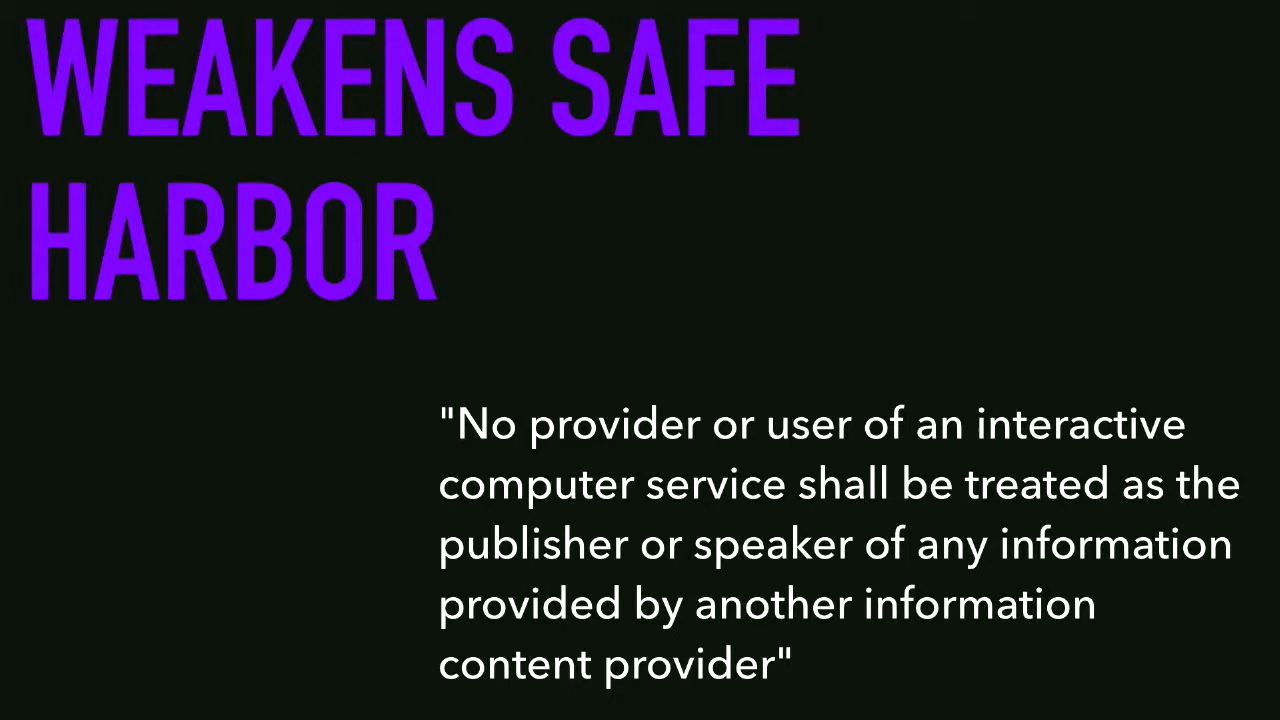 WEAKENS SAFE
HARBOR
"No provider or user of an interactive
computer service shall be treated as the
publisher or speaker of any information
provided by another information
content provider"